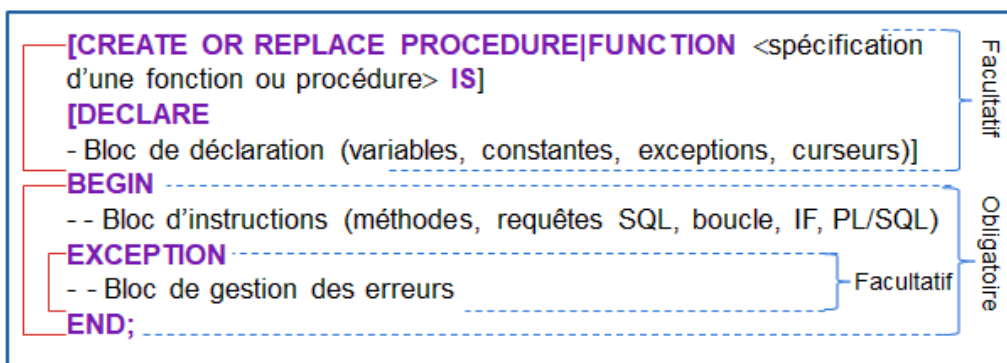 [CREATE OR REPLACE PROCEDURE|FUNCTION <spécification
d'une fonction ou procédure> IS]
[DECLARE
- Bloc de déclaration (variables, constantes, exceptions, curseurs)]
Facultatif
BEGIN
- - Bloc d'instructions (méthodes, requêtes SQL, boucle, IF, PL/SQL)
EXCEPTION
- - Bloc de gestion des erreurs
Facultatif
END;
Obligatoire